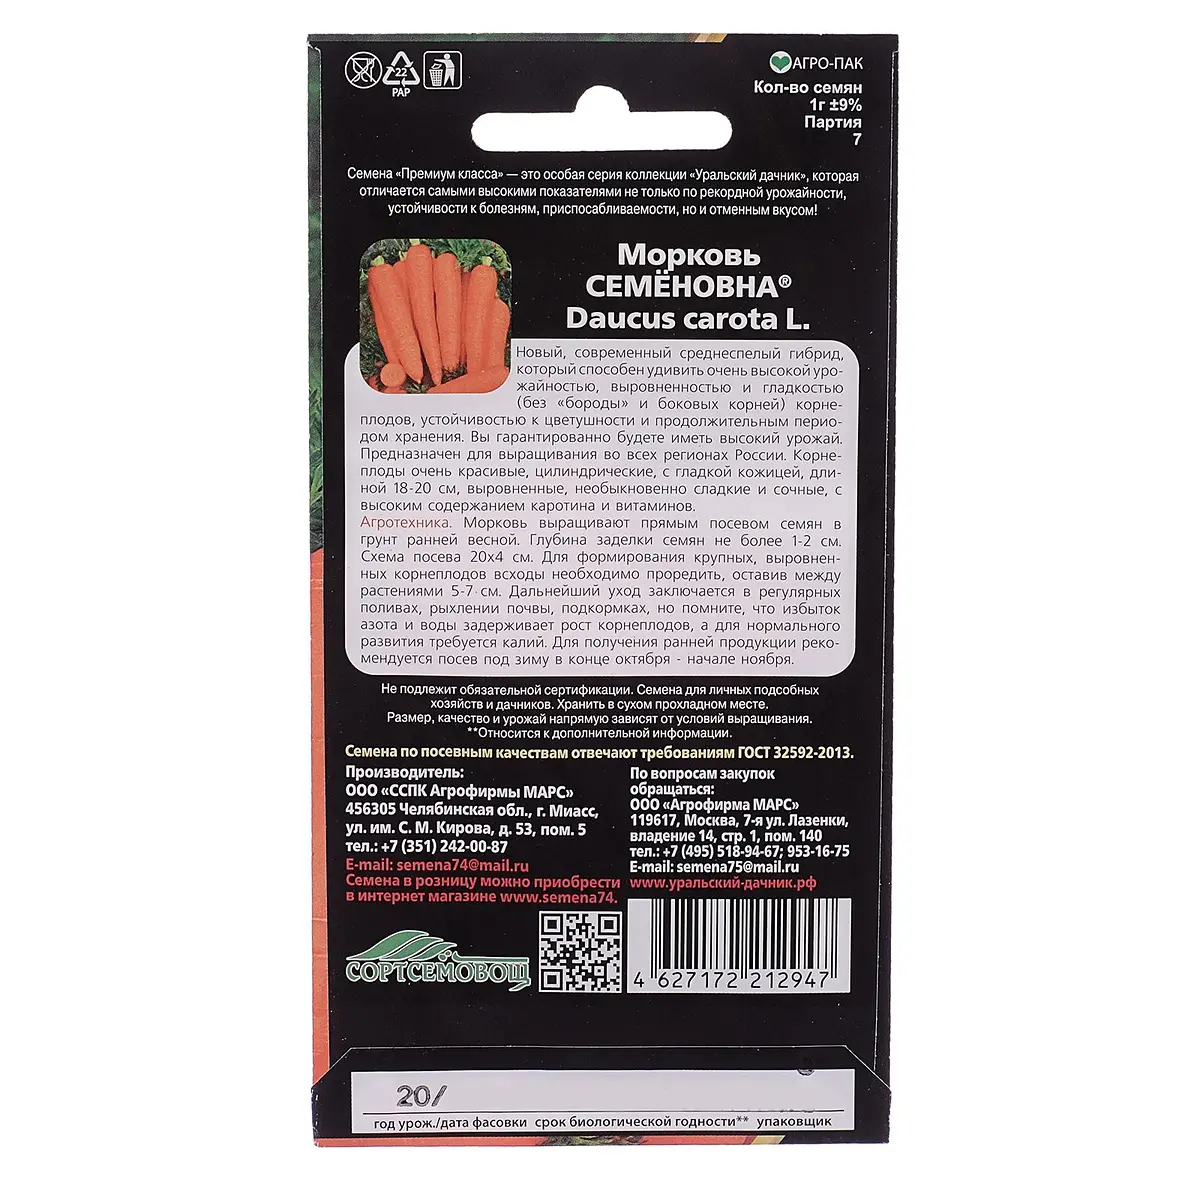 22
PAP
АГРО-ПАК
Кол-во семян
1г ±9%
Партия
7
Семена «Премиум класса» — это особая серия коллекции «Уральский дачник», которая
отличается самыми высокими показателями не только по рекордной урожайности,
устойчивости к болезням, приспосабливаемости, но и отменным вкусом!
Морковь
СЕМЁНОВНА®
Daucus carota L.
Новый, современный среднеспелый гибрид,
который способен удивить очень высокой уро-
жайностью, выровненностью и гладкостью
(без «бороды» и боковых корней) корне-
плодов, устойчивостью к цветушности и продолжительным перио-
дом хранения. Вы гарантированно будете иметь высокий урожай.
Предназначен для выращивания во всех регионах России. Корне-
плоды очень красивые, цилиндрические, с гладкой кожицей, дли-
ной 18-20 см, выровненные, необыкновенно сладкие и сочные, с
высоким содержанием каротина и витаминов.
Агротехника. Морковь выращивают прямым посевом семян в
грунт ранней весной. Глубина заделки семян не более 1-2 см.
Схема посева 20х4 см. Для формирования крупных, выровнен-
ных корнеплодов всходы необходимо проредить, оставив между
растениями 5-7 см. Дальнейший уход заключается в регулярных
поливах, рыхлении почвы, подкормках, но помните, что избыток
азота и воды задерживает рост корнеплодов, а для нормального
развития требуется калий. Для получения ранней продукции реко-
мендуется посев под зиму в конце октября - начале ноября.
Не подлежит обязательной сертификации. Семена для личных подсобных
хозяйств и дачников. Хранить в сухом прохладном месте.
Размер, качество и урожай напрямую зависят от условий выращивания.
**Относится к дополнительной информации.
Семена по посевным качествам отвечают требованиям ГОСТ 32592-2013.
Производитель:
ООО «ССПК Агрофирмы МАРС»
456305 Челябинская обл., г. Миасс,
ул. им. С. М. Кирова, д. 53, пом. 5
тел.: +7 (351) 242-00-87
E-mail: semena74@mail.ru
Семена в розницу можно приобрести
в интернет магазине www.semena74.
По вопросам закупок
обращаться:
ООО «Агрофирма МАРС»
119617, Москва, 7-я ул. Лазенки,
владение 14, стр. 1, пом. 140
тел.: +7 (495) 518-94-67; 953-16-75
E-mail: semena75@mail.ru
www.уральский-дачник.рф
СОРТСЕМОВОЩ
4 627172 212947
20/
год урож./дата фасовки срок биологической годности** упаковщик